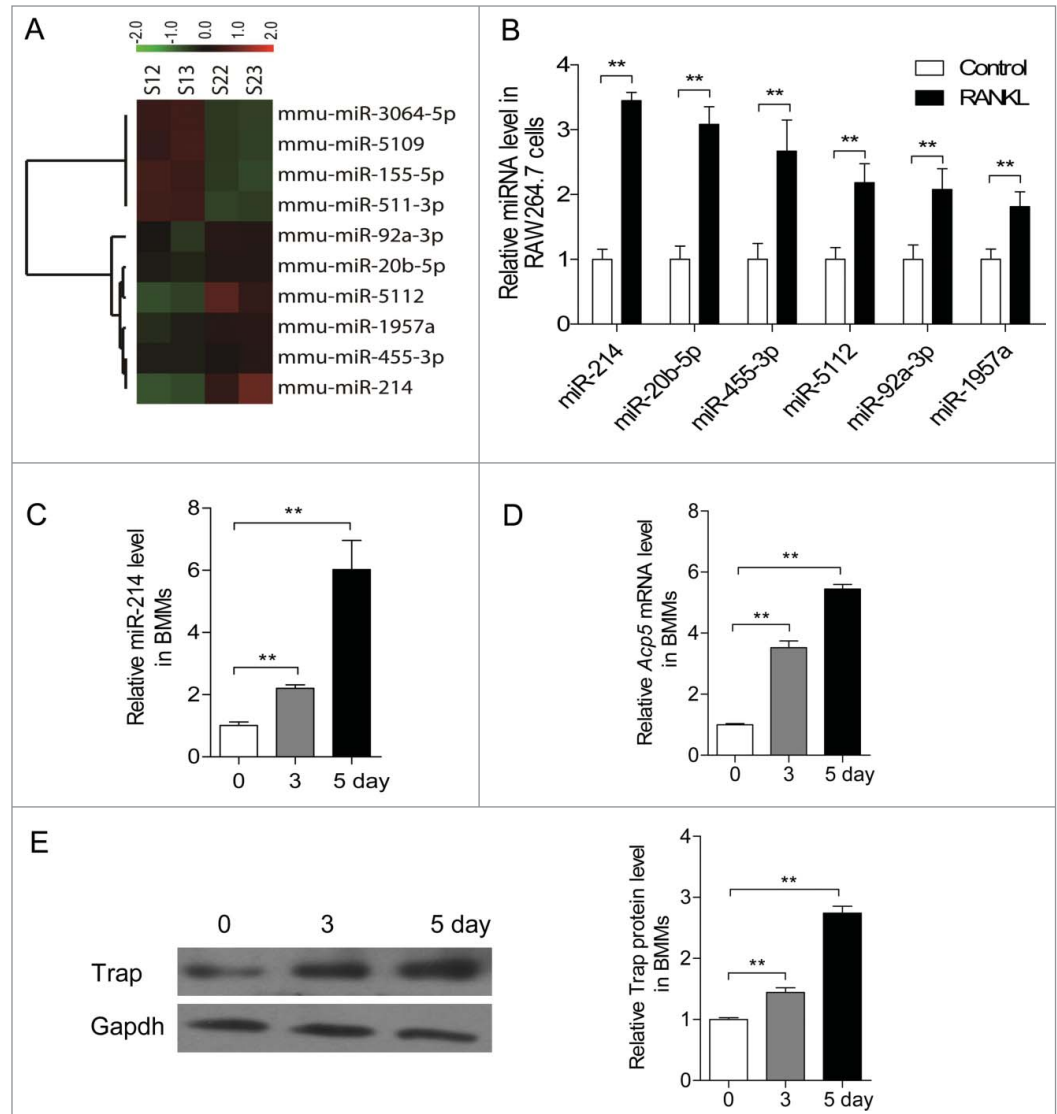 A
-2.0
-1.0
0.0
1.0
2.0
S12
S13
S22
S23
mmu-miR-3064-5p
mmu-miR-5109
mmu-miR-155-5p
mmu-miR-511-3p
mmu-miR-92a-3p
mmu-miR-20b-5p
mmu-miR-5112
mmu-miR-1957a
mmu-miR-455-3p
mmu-miR-214
B
Relative miRNA level in
RAW264.7 cells
4
3
2
1
0
** ** ** ** ** **
Control
RANKL
miR-214
miR-20b-5p
miR-455-3p
miR-5112
miR-92a-3p
miR-1957a
C
Relative miR-214 level
in BMMs
8
6
4
2
0
**
**
0 3 5 day
D
Relative Acp5 mRNA level
in BMMs
8
6
4
2
0
**
**
0 3 5 day
E
0 3 5 day
Trap
Gapdh
Relative Trap protein level
in BMMs
4
3
2
1
0
**
**
0 3 5 day